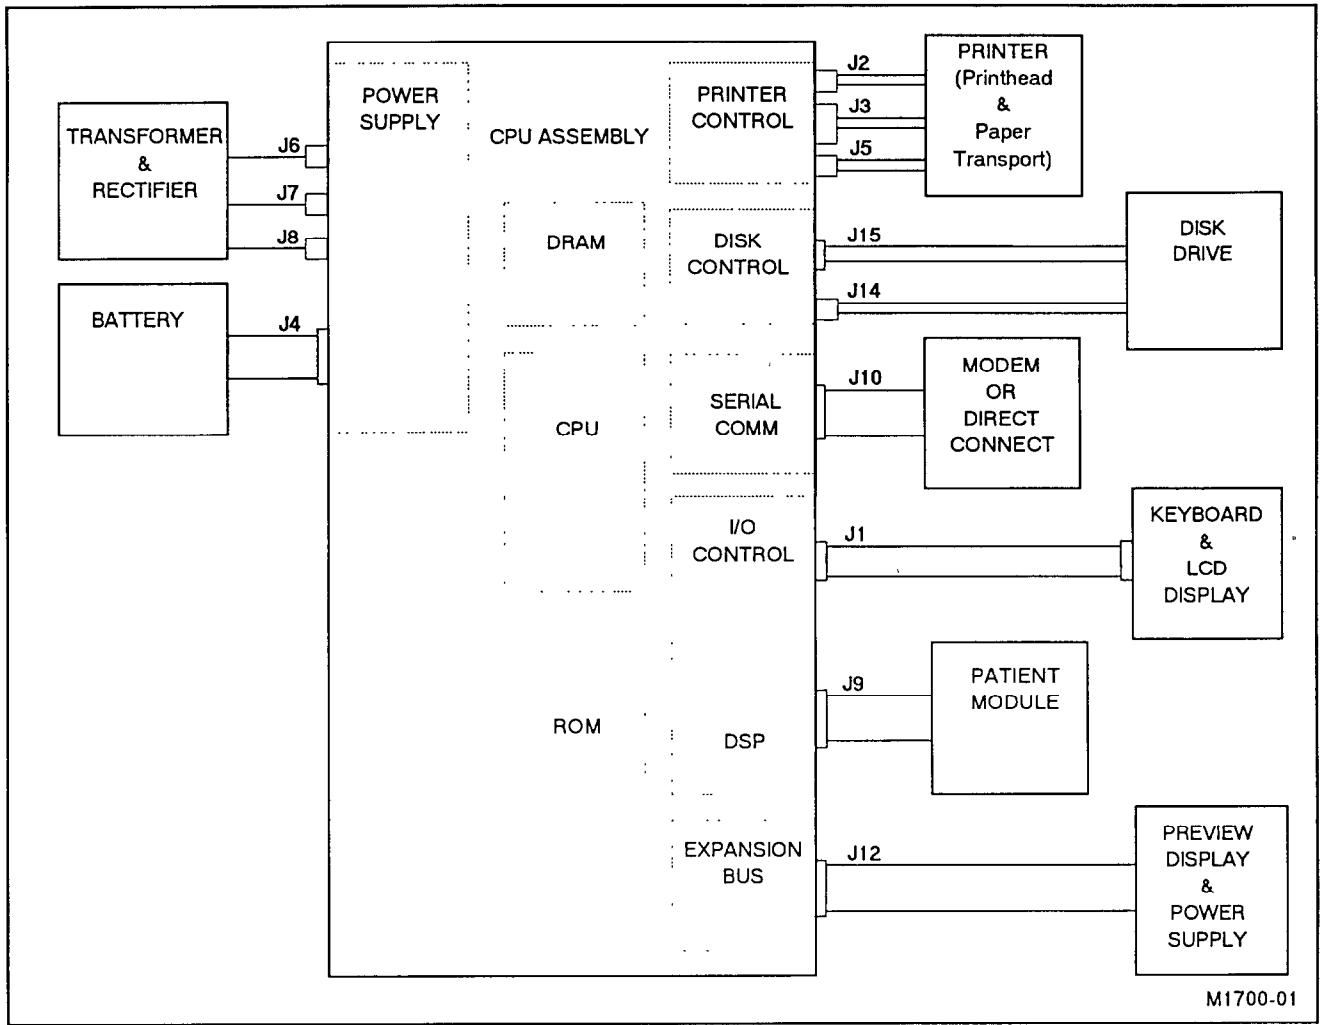 TRANSFORMER
&
RECTIFIER
J6
J7
J8
BATTERY
J4
POWER
SUPPLY
CPU ASSEMBLY
DRAM
CPU
ROM
PRINTER
CONTROL
DISK
CONTROL
SERIAL
COMM
I/O
CONTROL
DSP
EXPANSION
BUS
J2
J3
J5
PRINTER
(Printhead
&
Paper
Transport)
J15
J14
DISK
DRIVE
J10
MODEM
OR
DIRECT
CONNECT
J1
KEYBOARD
&
LCD
DISPLAY
J9
PATIENT
MODULE
J12
PREVIEW
DISPLAY
&
POWER
SUPPLY
M1700-01